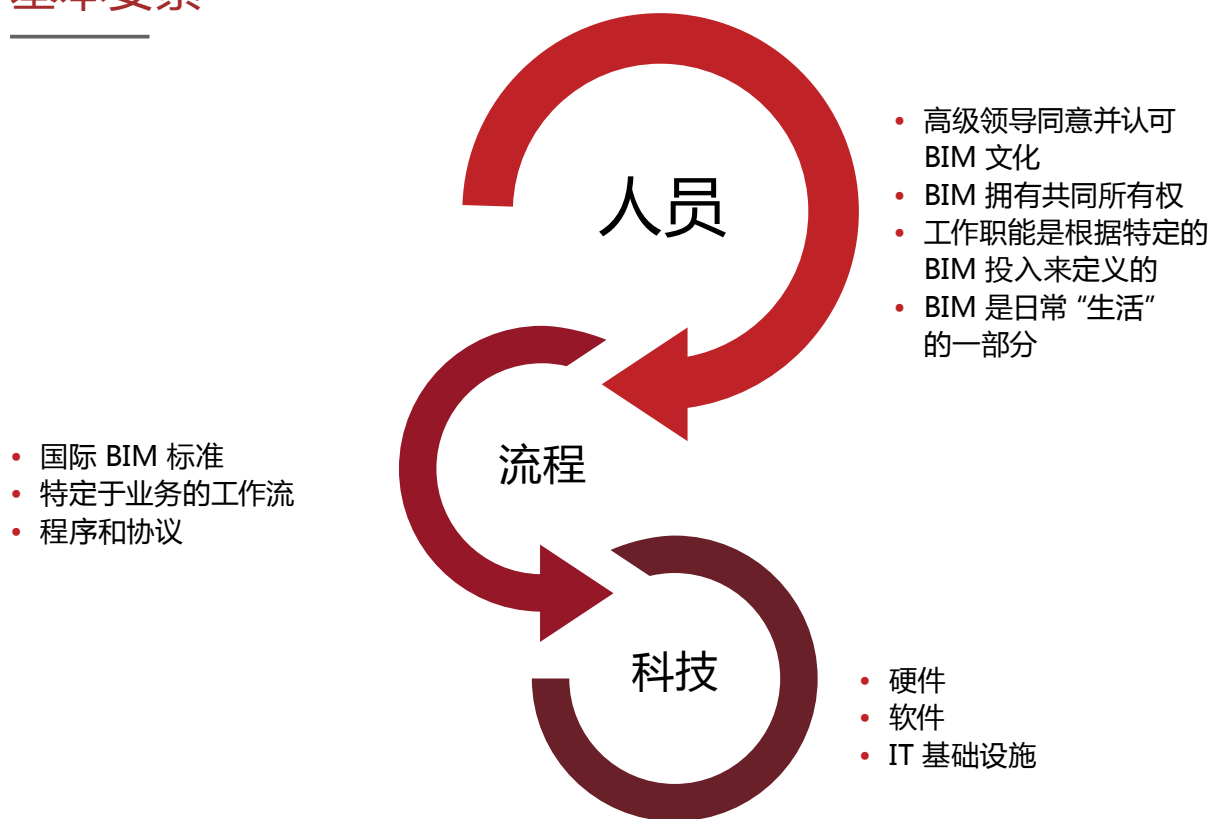 基本要素
人员
• 高级领导同意并认可
BIM 文化
• BIM 拥有共同所有权
• 工作职能是根据特定的
BIM 投入来定义的
• BIM 是日常 “生活”
的一部分
流程
• 国际 BIM 标准
• 特定于业务的工作流
• 程序和协议
科技
• 硬件
• 软件
• IT 基础设施